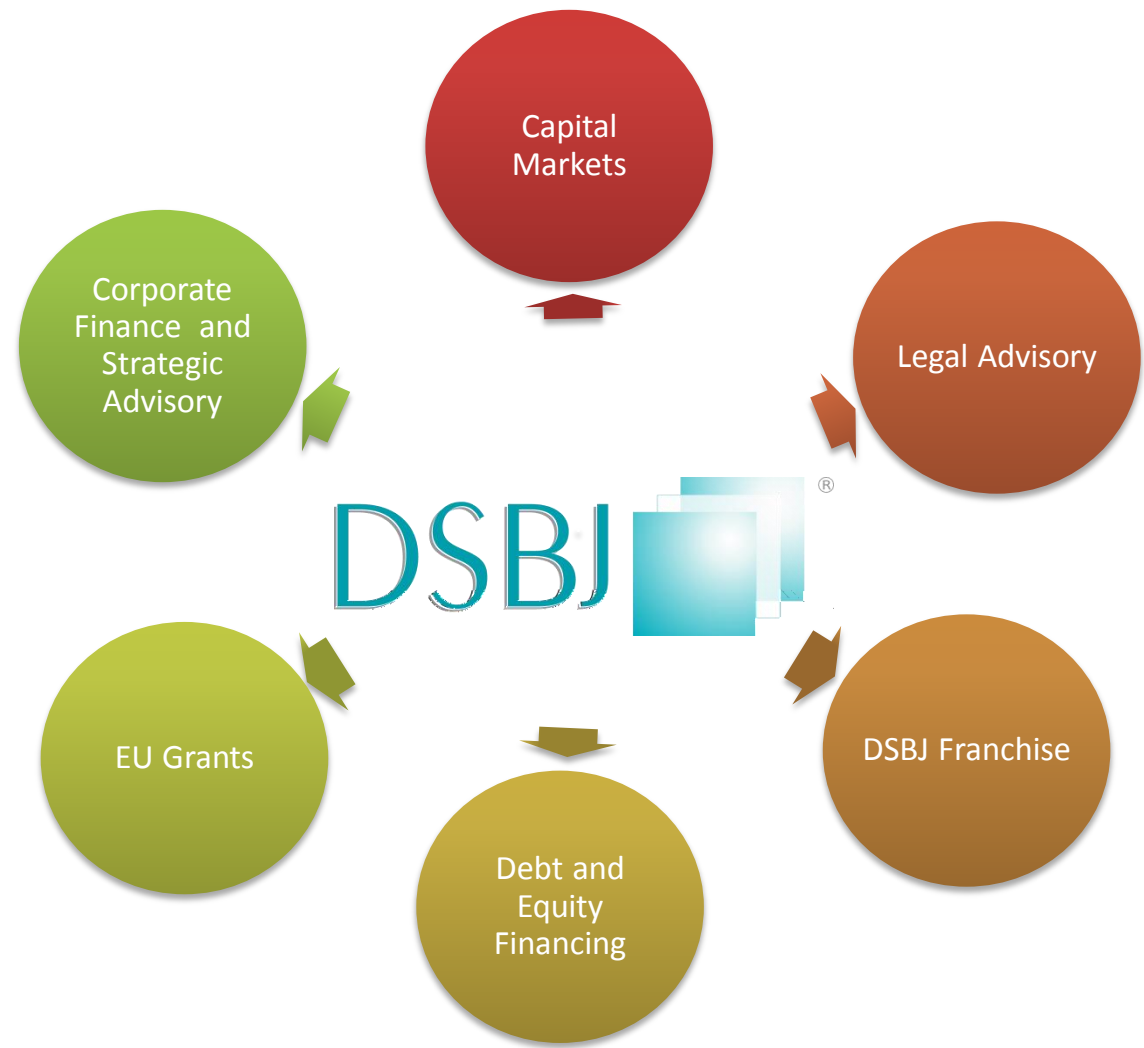 Capital
Markets
Corporate
Finance and
Strategic
Advisory
Legal Advisory
DSBJ ®
EU Grants
DSBJ Franchise
Debt and
Equity
Financing